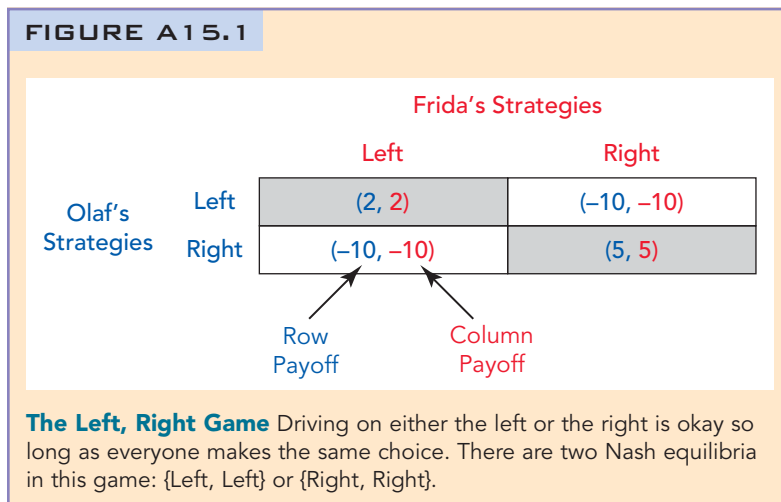 FIGURE A15.1
Frida's Strategies
Left Right
Olaf's Strategies
Left (2, 2) (–10, –10)
Right (–10, –10) (5, 5)
Row Payoff
Column Payoff
The Left, Right Game Driving on either the left or the right is okay so
long as everyone makes the same choice. There are two Nash equilibria
in this game: {Left, Left} or {Right, Right}.